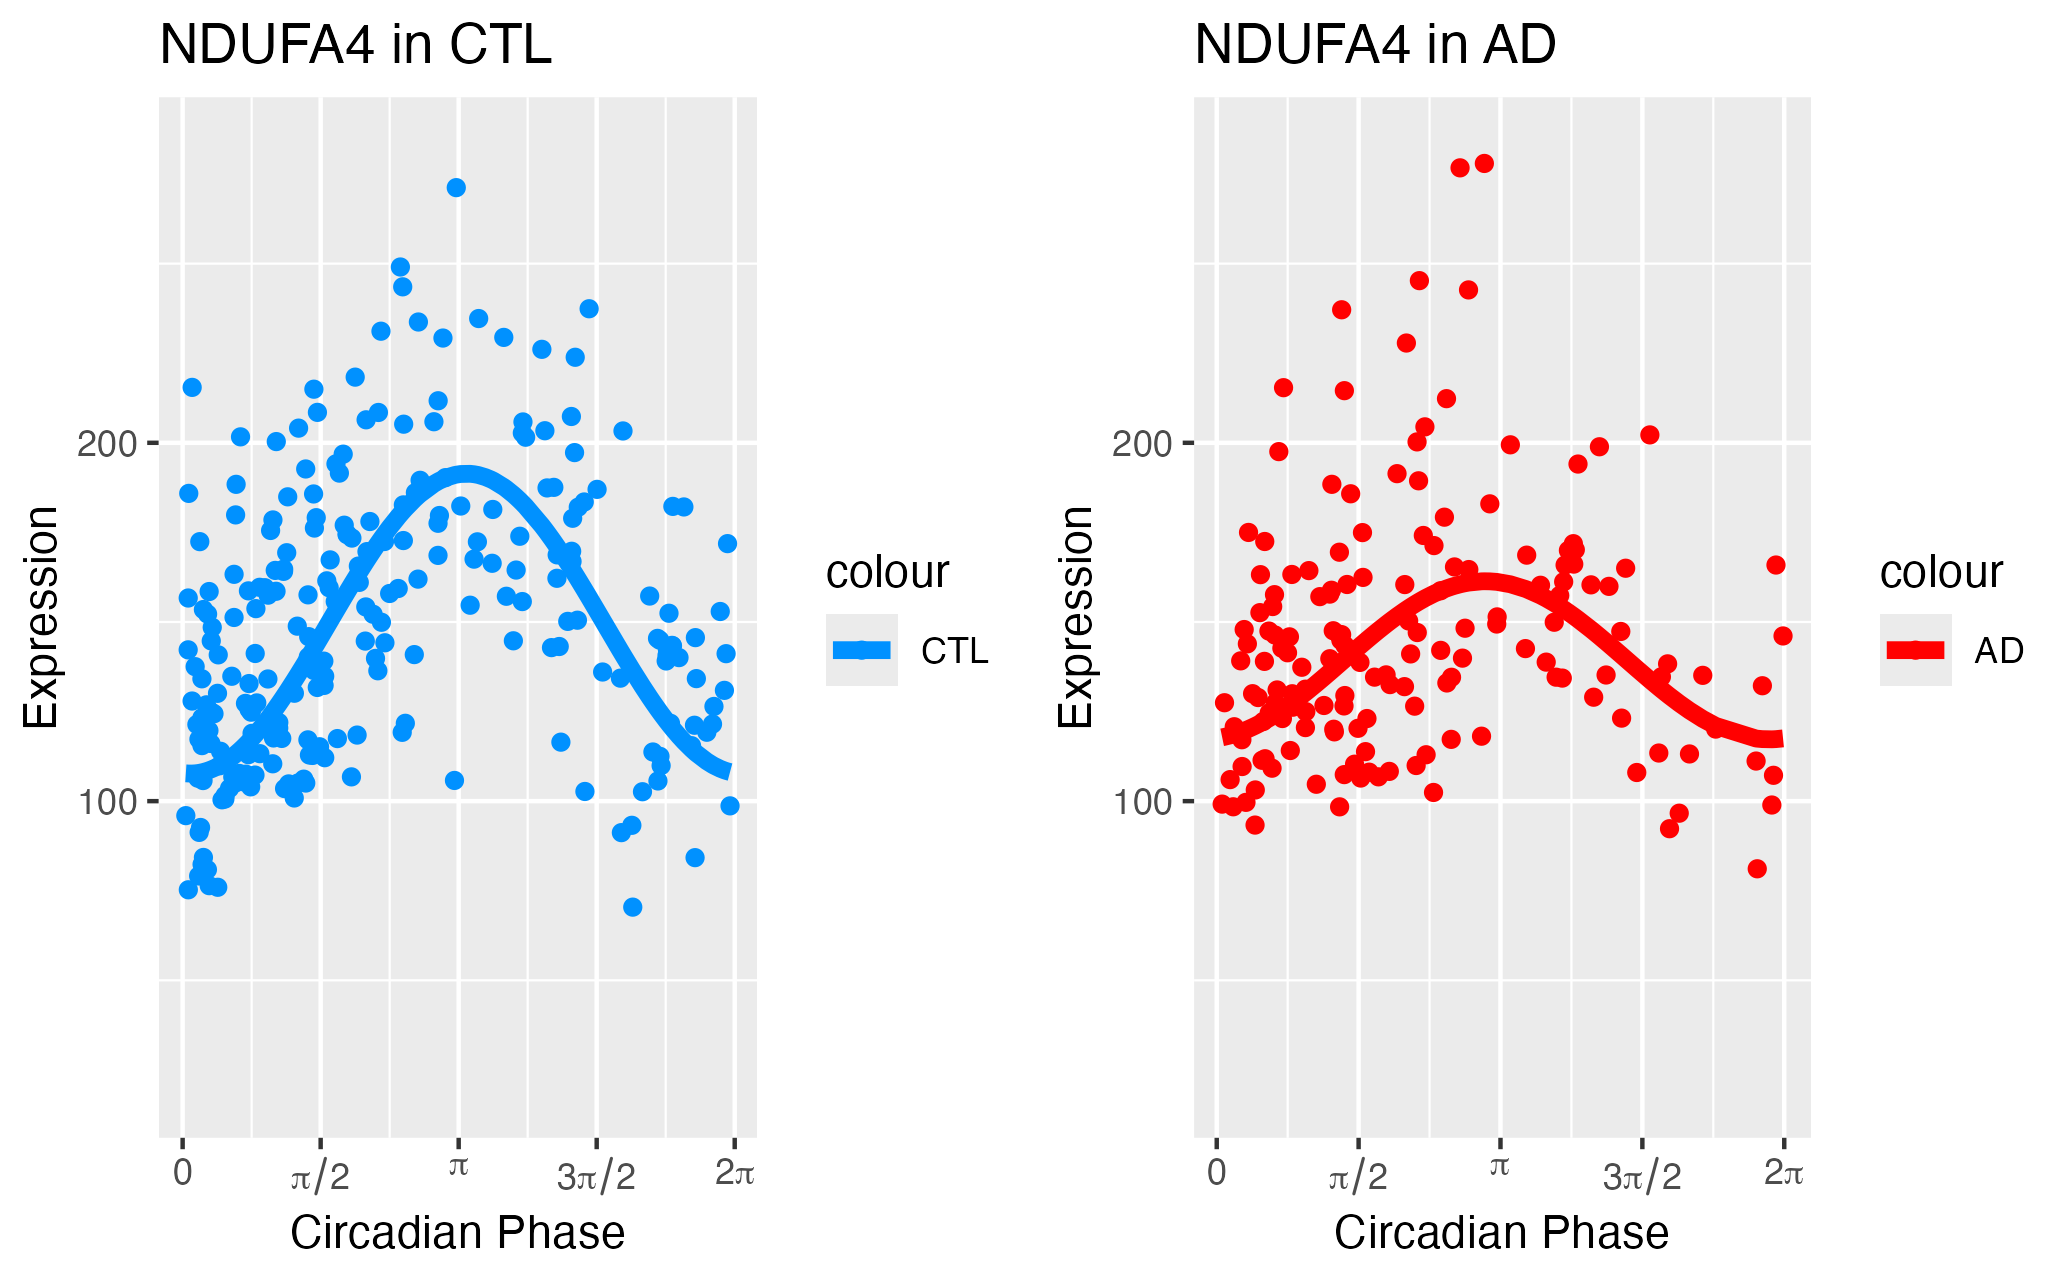 NDUFA4 in CTL
Expression
200
100
0 π/2 π 3π/2 2π
Circadian Phase
colour
CTL
NDUFA4 in AD
Expression
200
100
0 π/2 π 3π/2 2π
Circadian Phase
colour
AD